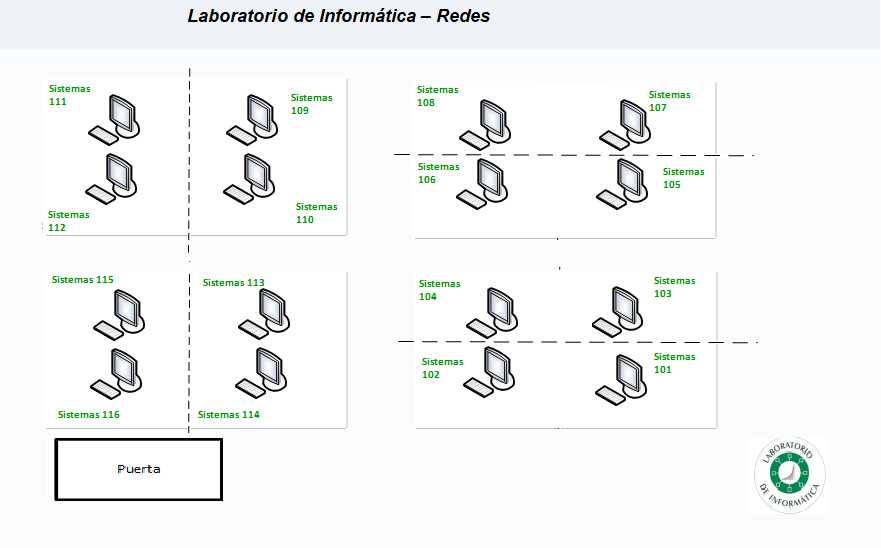 Laboratorio de Informática – Redes
Sistemas
111
Sistemas
109
Sistemas
112
Sistemas
110
Sistemas
108
Sistemas
107
Sistemas
106
Sistemas
105
Sistemas 115
Sistemas 113
Sistemas 116
Sistemas 114
Sistemas
104
Sistemas
103
Sistemas
102
Sistemas
101
Puerta
LABORATORIO
DE INFORMÁTICA